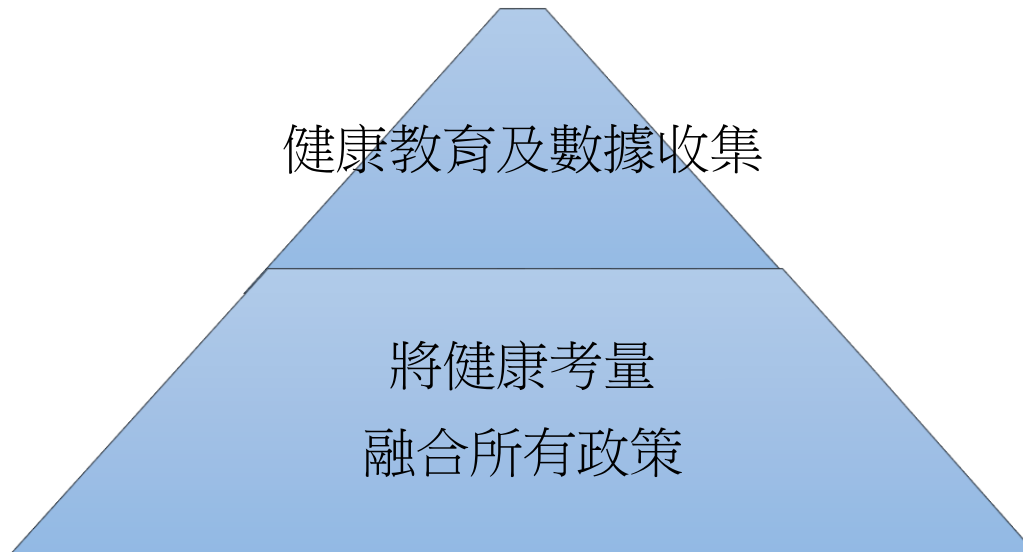 健康教育及數據收集
將健康考量
融合所有政策